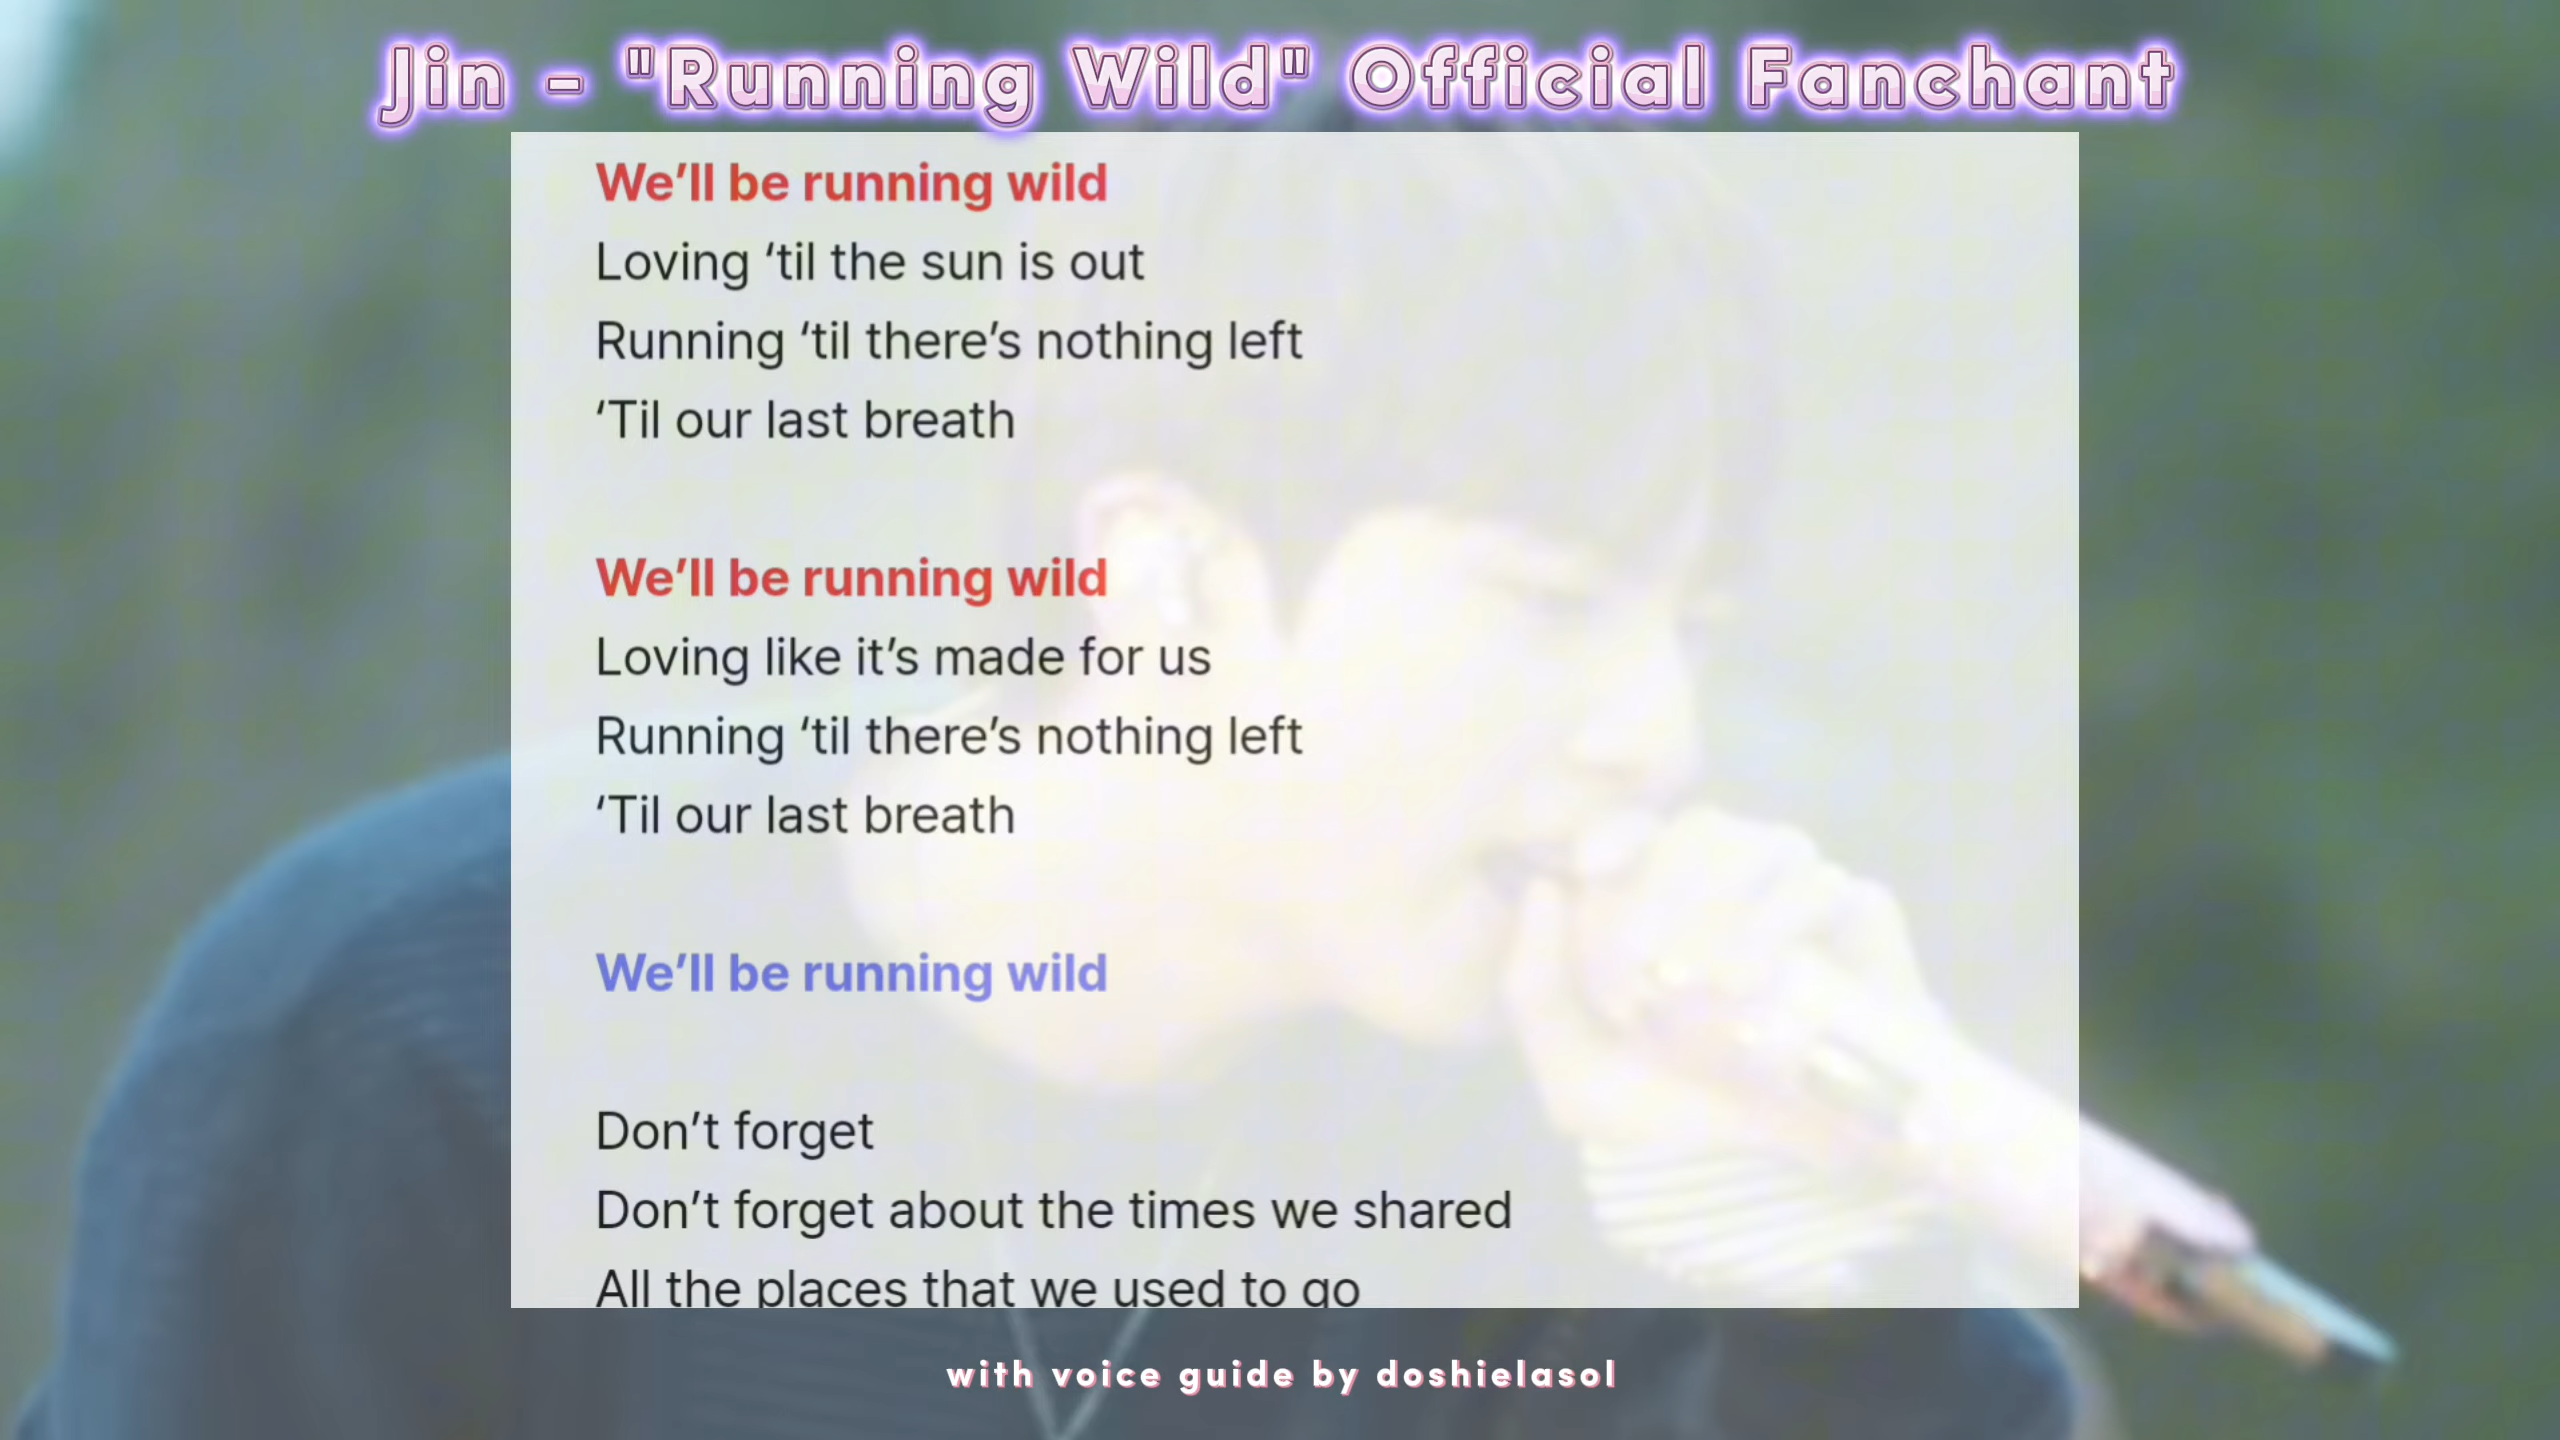 Jin - "Running Wild" Official Fanchant
We’ll be running wild
Loving ‘til the sun is out
Running ‘til there’s nothing left
‘Til our last breath
We’ll be running wild
Loving like it’s made for us
Running ‘til there’s nothing left
‘Til our last breath
We’ll be running wild
Don’t forget
Don’t forget about the times we shared
All the places that we used to go
with voice guide by doshielasol